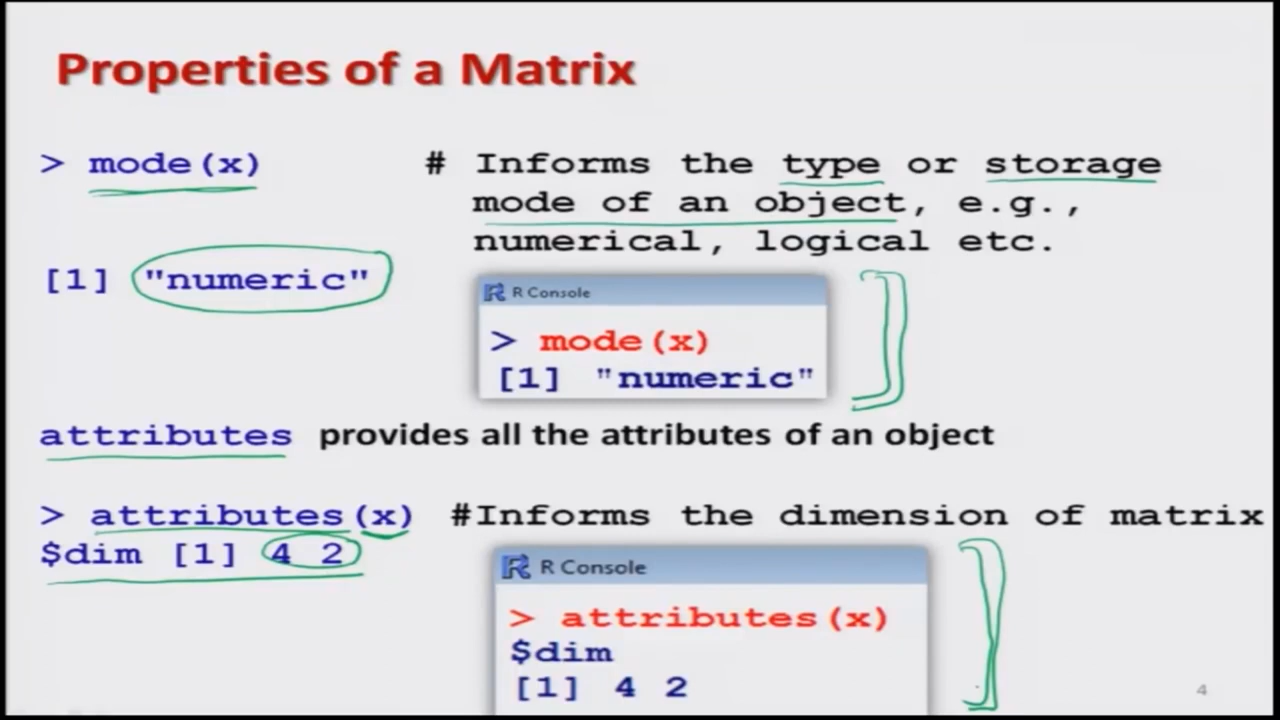 Properties of a Matrix
> mode(x) # Informs the type or storage
mode of an object, e.g.,
numerical, logical etc.
[1] "numeric"
R Console
> mode(x)
[1] "numeric"
attributes provides all the attributes of an object
> attributes(x) #Informs the dimension of matrix
$dim [1] 4 2
R Console
> attributes(x)
$dim
[1] 4 2
4